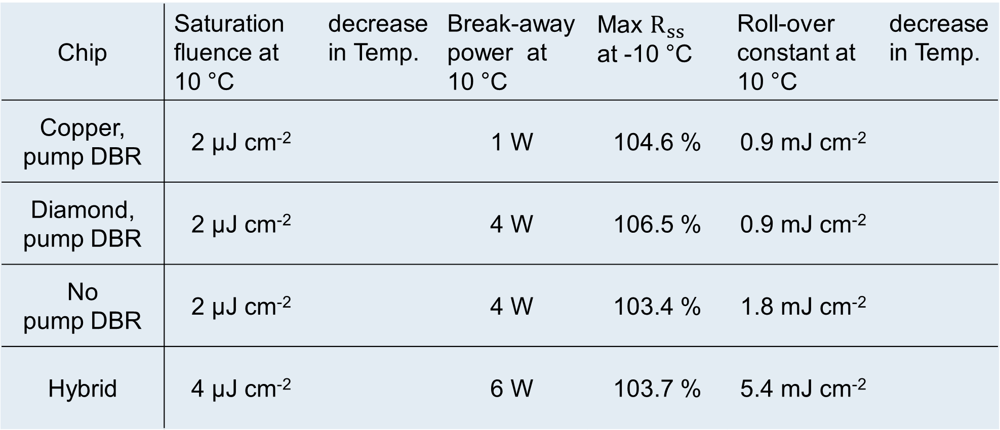 Chip
Saturation
fluence at
10 °C
decrease
in Temp.
Break-away
power at
10 °C
Max Rss
at -10 °C
Roll-over
constant at
10 °C
decrease
in Temp.
Copper,
pump DBR
2 µJ cm-2
1 W
104.6 %
0.9 mJ cm-2
Diamond,
pump DBR
2 µJ cm-2
4 W
106.5 %
0.9 mJ cm-2
No
pump DBR
2 µJ cm-2
4 W
103.4 %
1.8 mJ cm-2
Hybrid
4 µJ cm-2
6 W
103.7 %
5.4 mJ cm-2